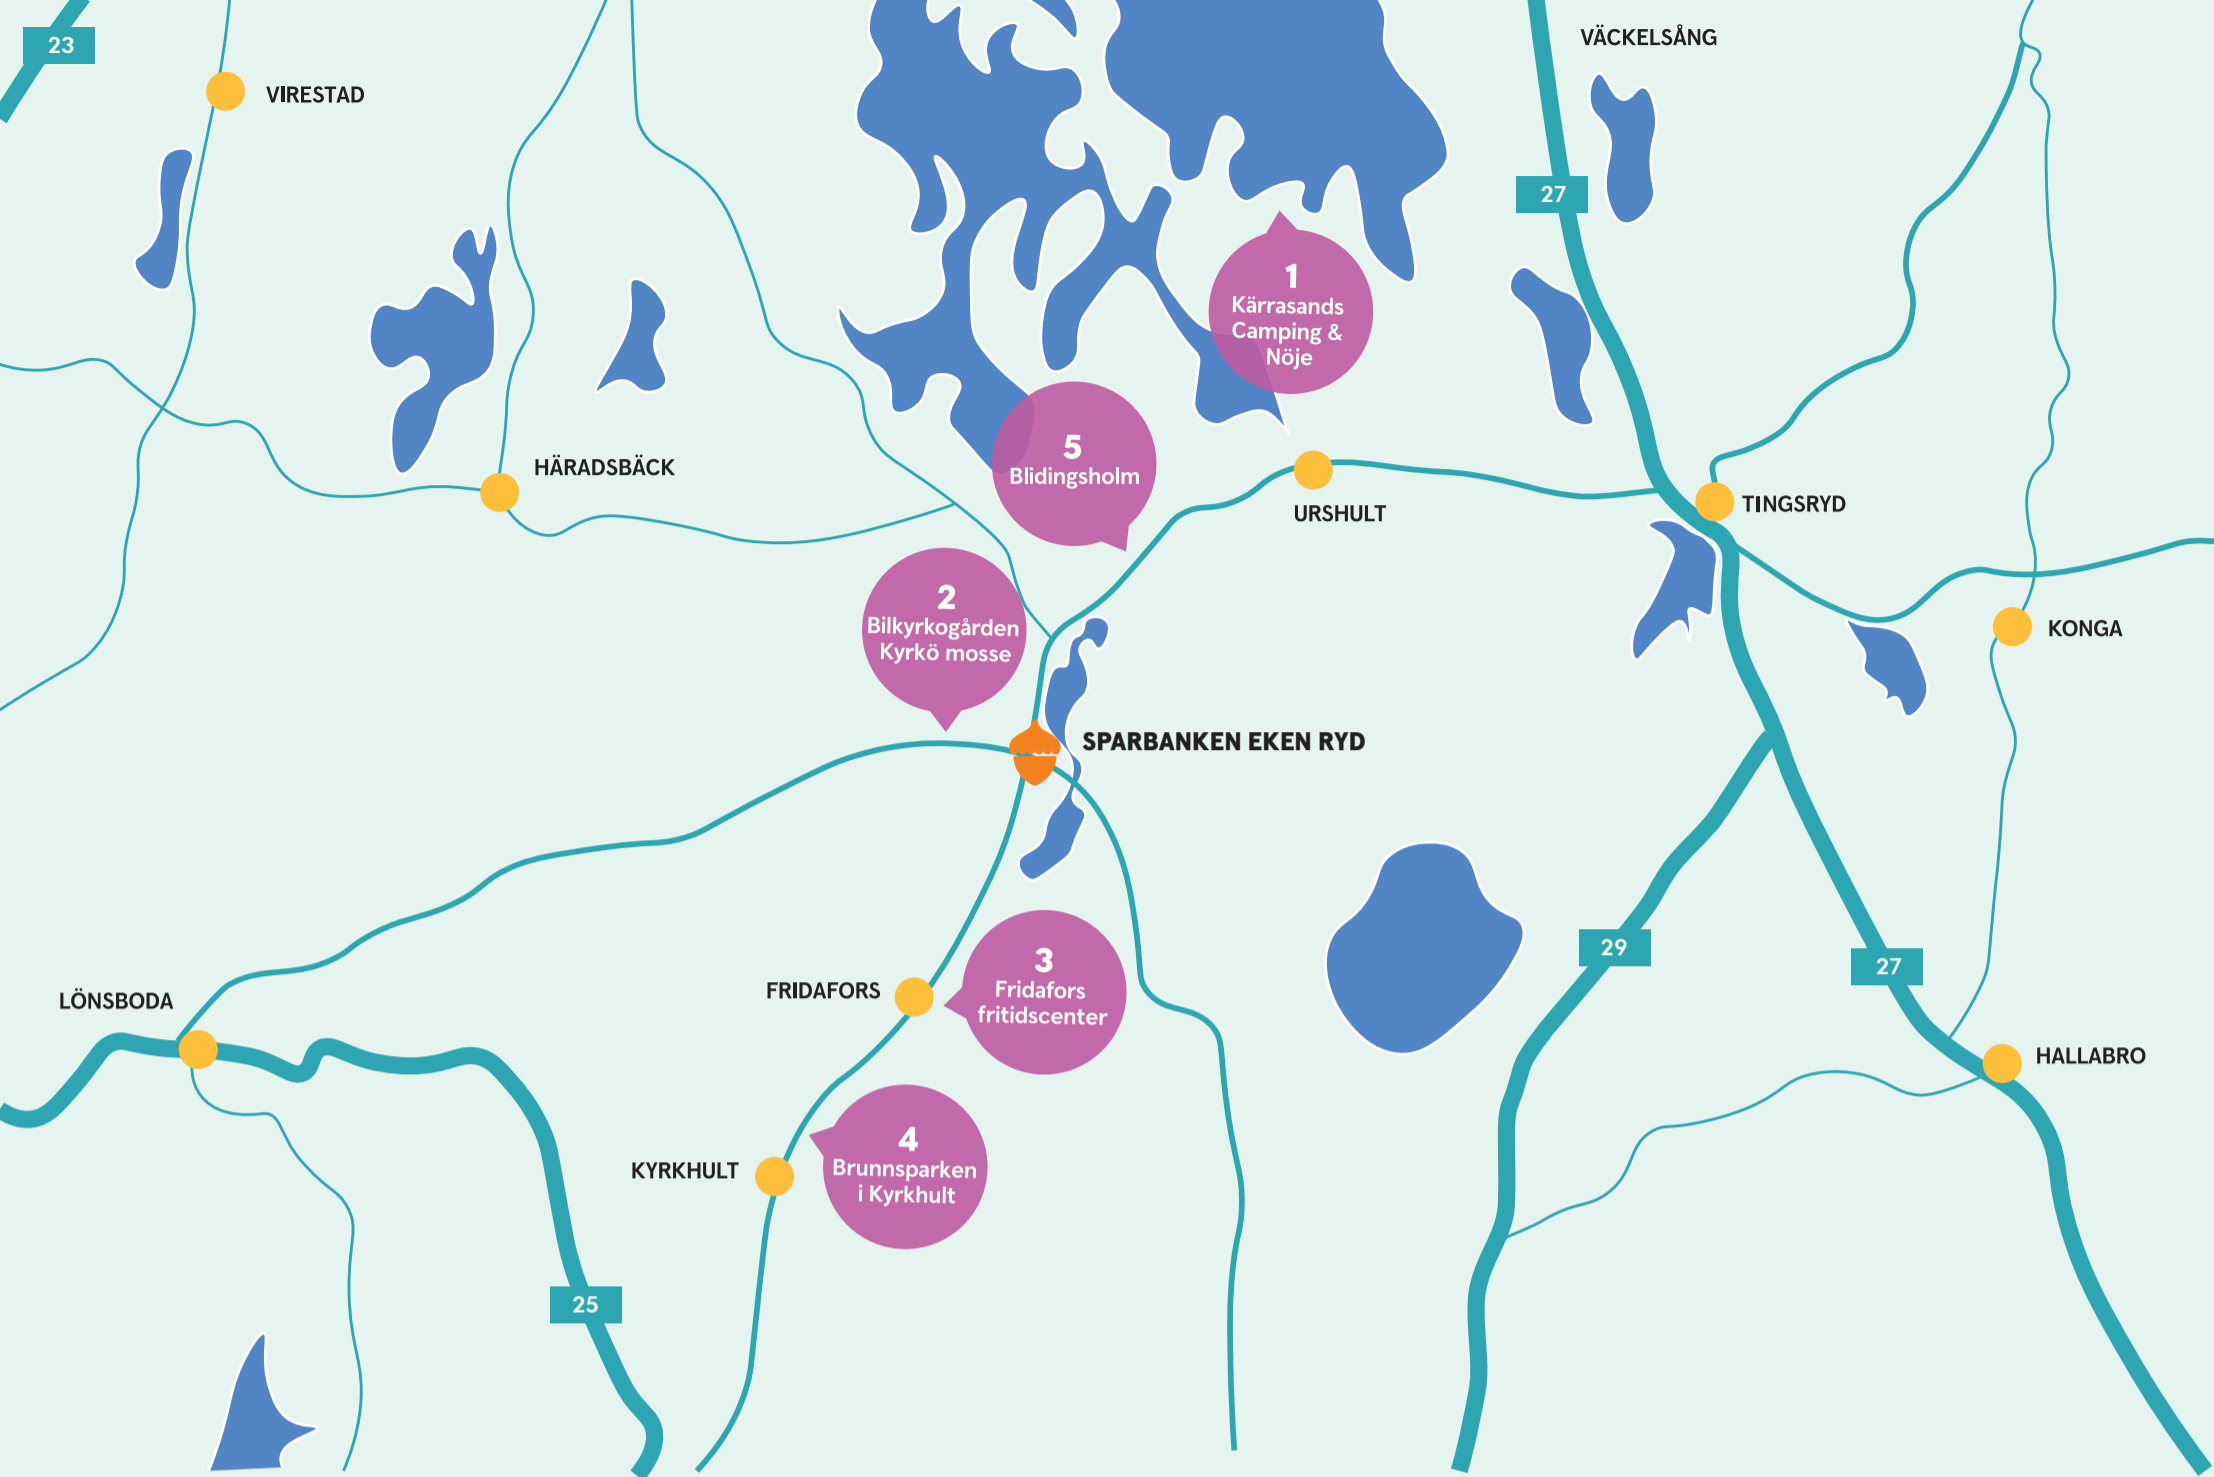 23
VÄCKELSÅNG
VIRESTAD
27
1
Kärrasands
Camping &
Nöje
5
Blidingsholm
HÄRADSBÄCK
URSHULT
TINGSRYD
2
Bilkyrkogården
Kyrkö mosse
KONGA
SPARBANKEN EKEN RYD
29
27
3
Fridafors
fritidscenter
FRIDAFORS
LÖNSBODA
HALLABRO
4
Brunnsparken
i Kyrkhult
KYRKHULT
25